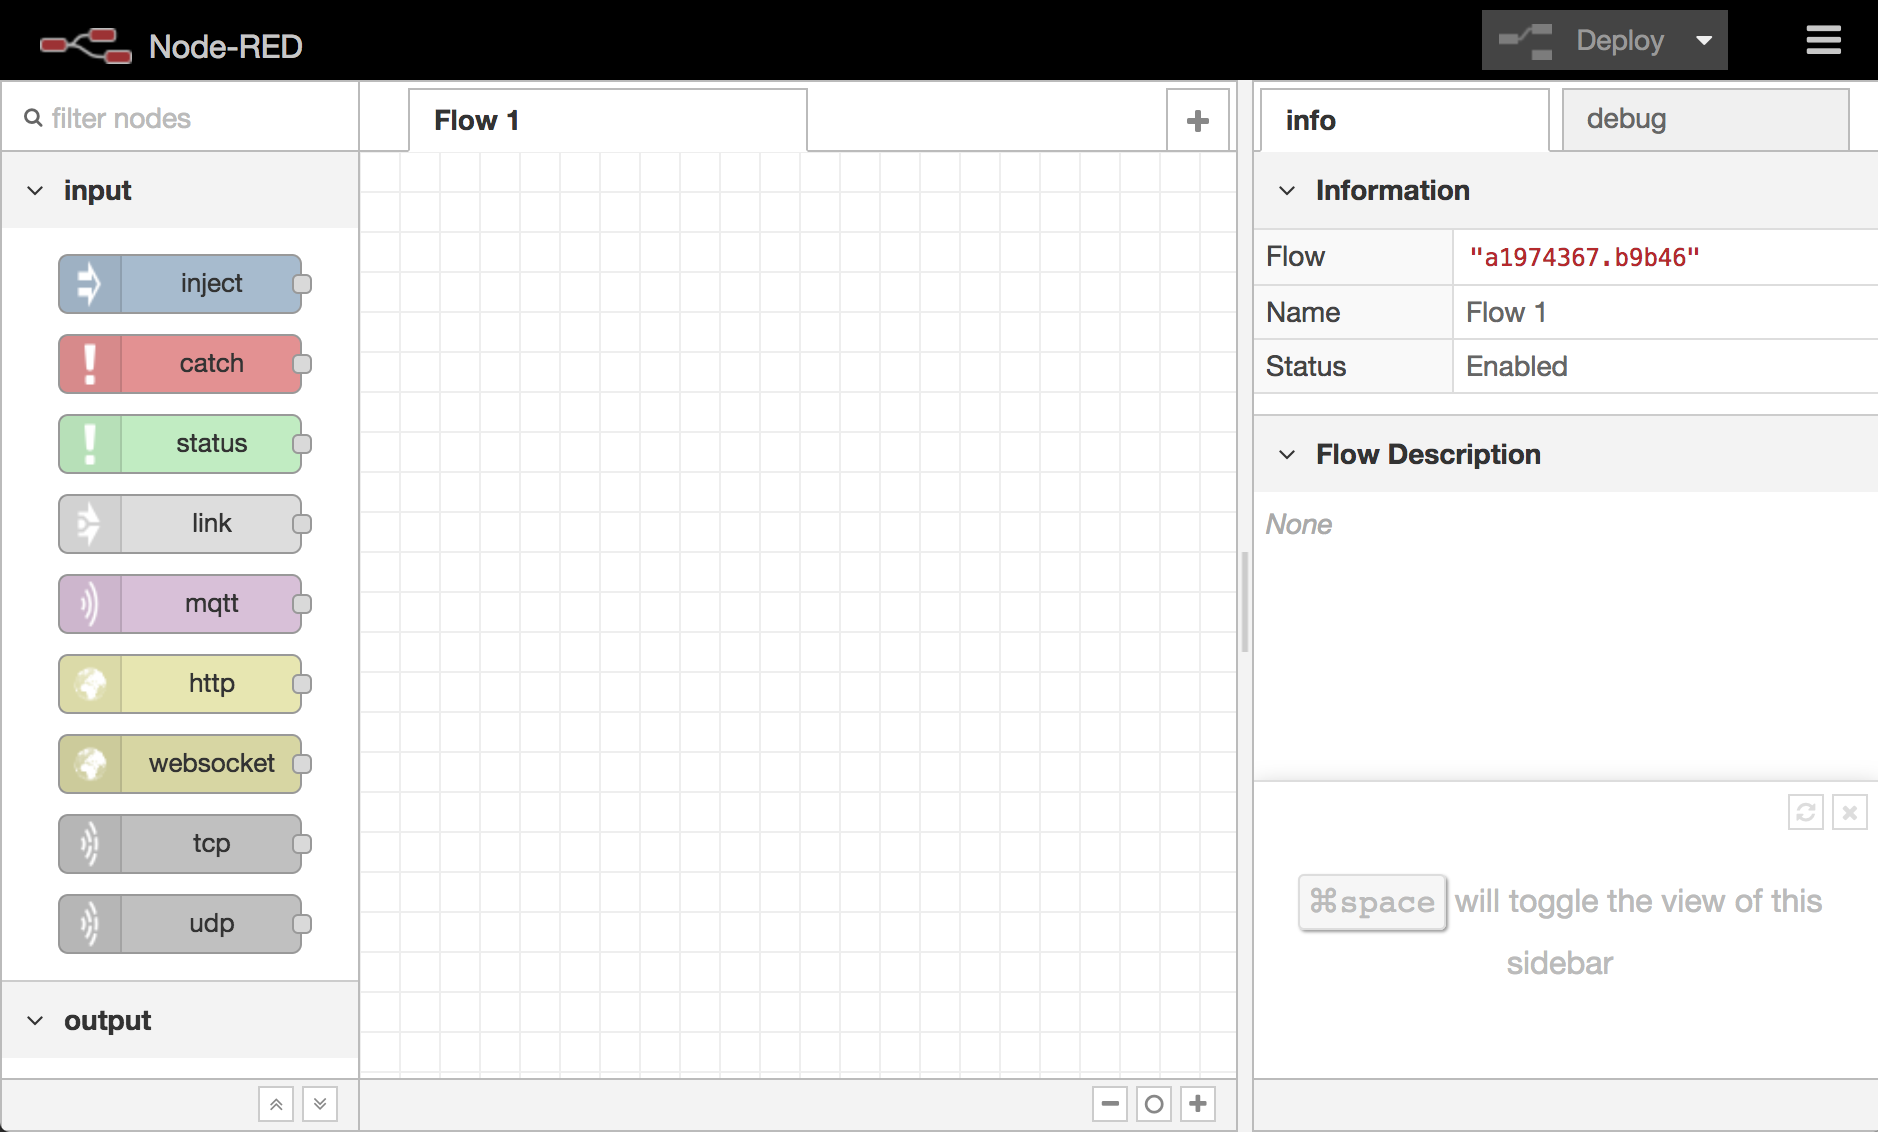 Node-RED
Deploy
filter nodes
Flow 1
info
debug
input
inject
catch
status
link
mqtt
http
websocket
tcp
udp
output
Information
Flow "a1974367.b9b46"
Name Flow 1
Status Enabled
Flow Description
None
⌘space will toggle the view of this
sidebar